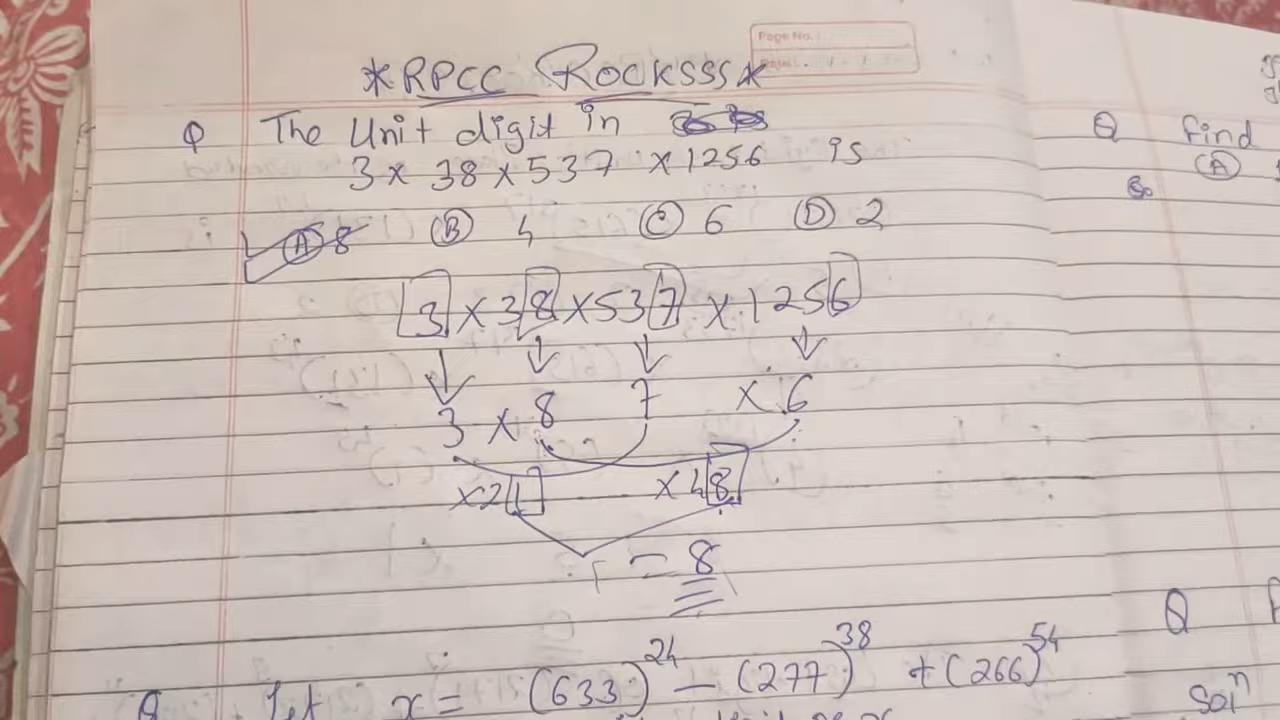 Page No.
*RPCC ROCKSSS*
Q The Unit digit in
3 x 38 x 537 x 1256 is
(A) 8 (B) 4 (C) 6 (D) 2
3 x 38 x 537 x 1256
3 x 8 7 x 6
x21 x48
= 8
Q Let x = (633)^24 - (277)^38 + (266)^54
Q Find
(A)
So
Q
Sol^n